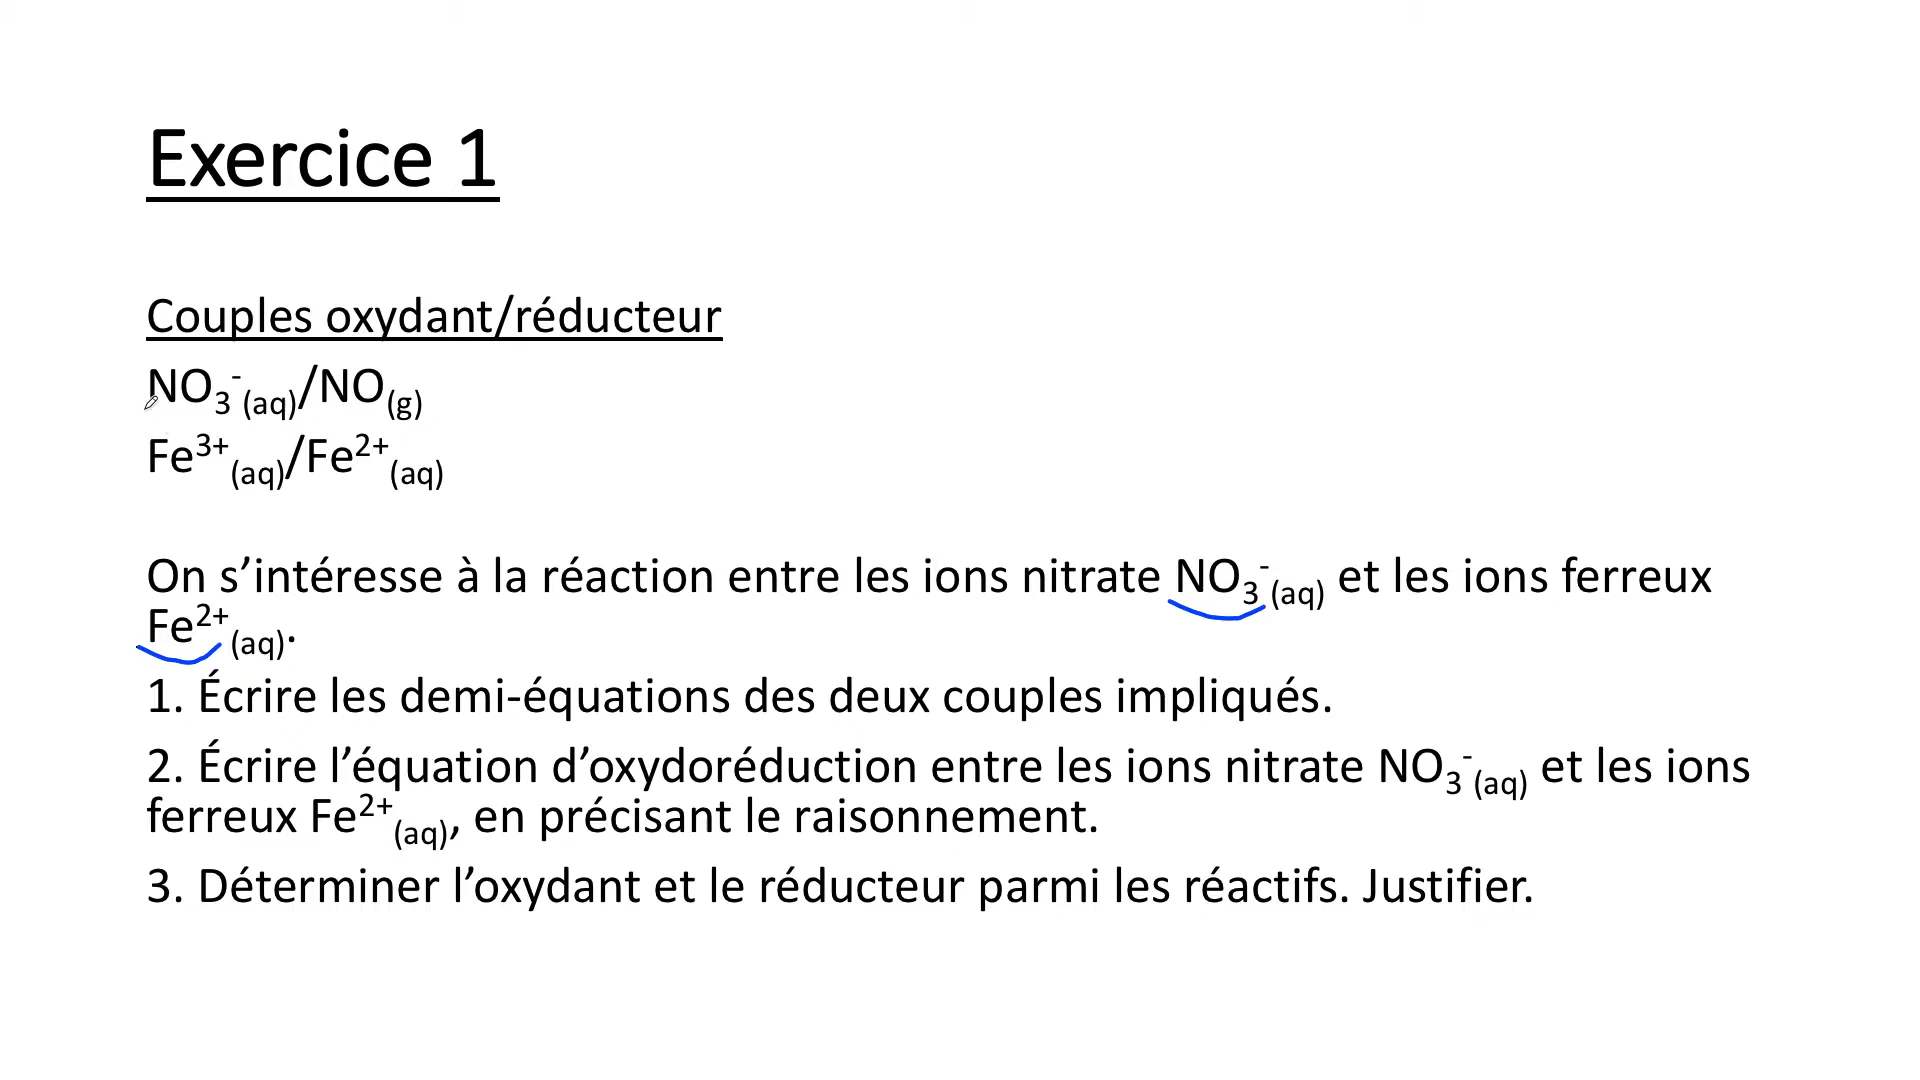 Exercice 1
Couples oxydant/réducteur
NO₃⁻(aq)/NO(g)
Fe³⁺(aq)/Fe²⁺(aq)
On s’intéresse à la réaction entre les ions nitrate NO₃⁻(aq) et les ions ferreux
Fe²⁺(aq).
1. Écrire les demi-équations des deux couples impliqués.
2. Écrire l’équation d’oxydoréduction entre les ions nitrate NO₃⁻(aq) et les ions
ferreux Fe²⁺(aq), en précisant le raisonnement.
3. Déterminer l’oxydant et le réducteur parmi les réactifs. Justifier.